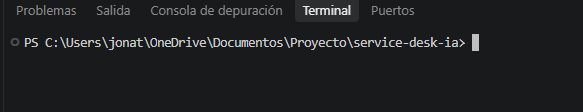 Problemas Salida Consola de depuración Terminal Puertos
PS C:\Users\jonat\OneDrive\Documentos\Proyecto\service-desk-ia>